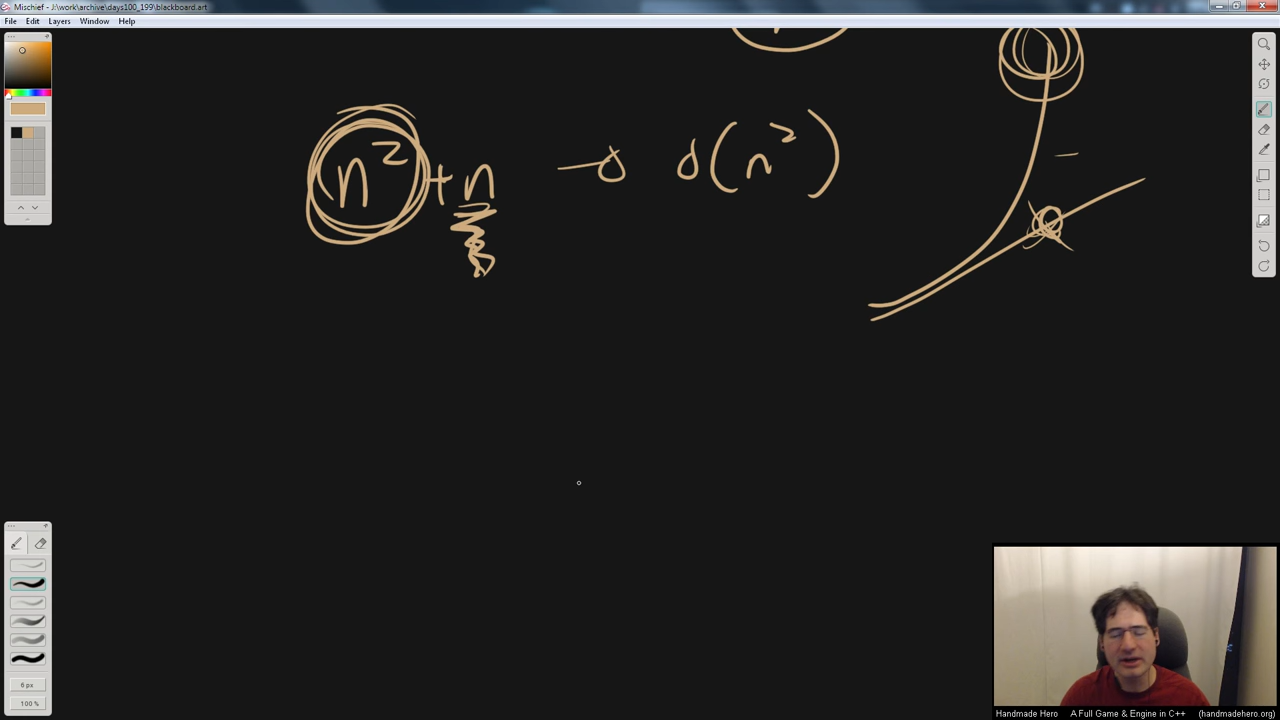 Mischief - J:\work\archive\days100_199\blackboard.art
File Edit Layers Window Help
n² + n → O(n²)
6 px
100 %
Handmade Hero A Full Game & Engine in C++ (handmadehero.org)